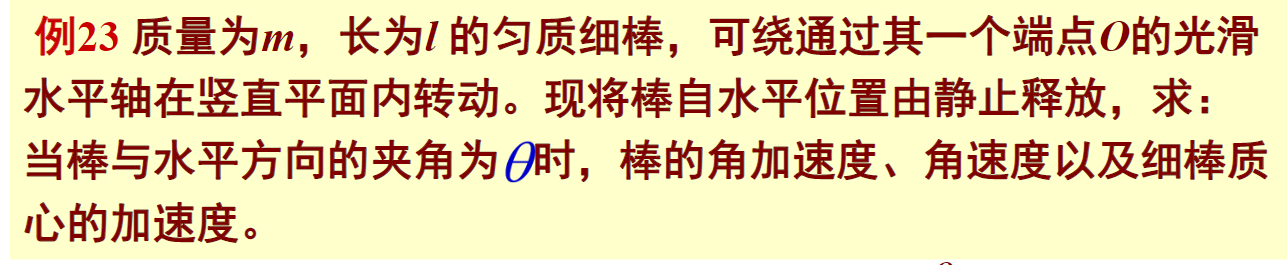 例23 质量为m，长为l 的匀质细棒，可绕通过其一个端点O的光滑
水平轴在竖直平面内转动。现将棒自水平位置由静止释放，求：
当棒与水平方向的夹角为θ时，棒的角加速度、角速度以及细棒质
心的加速度。